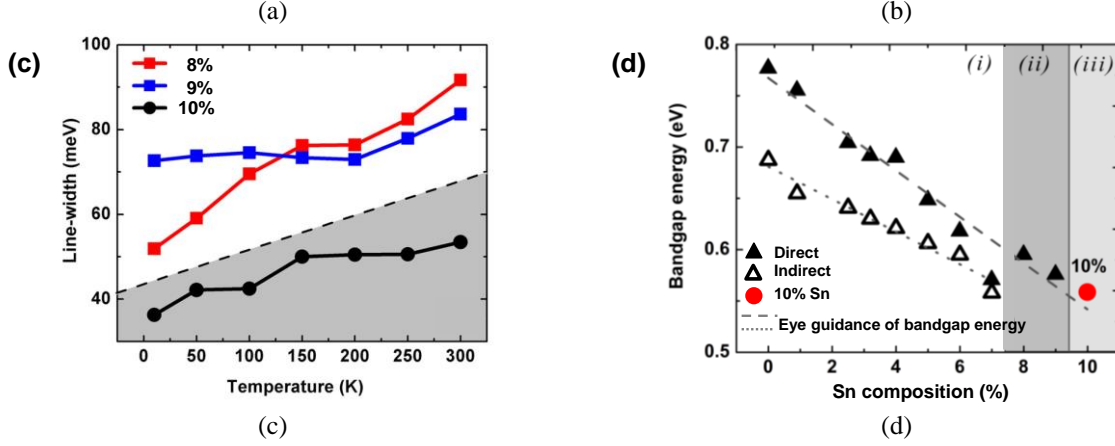 (a)
(b)
(c)
100
80
60
40
Line-width (meV)
8%
9%
10%
0 50 100 150 200 250 300
Temperature (K)
(c)
(d)
0.8
0.7
0.6
0.5
Bandgap energy (eV)
(i) (ii) (iii)
10%
Direct
Indirect
10% Sn
Eye guidance of bandgap energy
0 2 4 6 8 10
Sn composition (%)
(d)